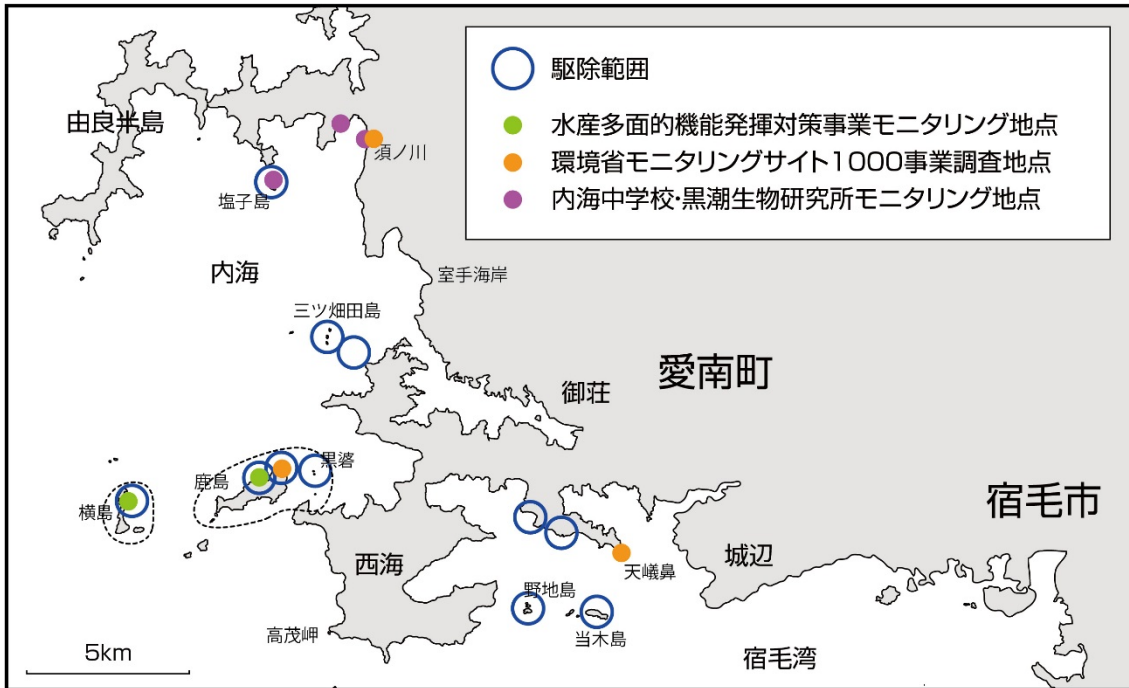 駆除範囲
水産多面的機能発揮対策事業モニタリング地点
環境省モニタリングサイト1000事業調査地点
内海中学校・黒潮生物研究所モニタリング地点
由良半島
須ノ川
塩子島
内海
室手海岸
三ツ畑田島
愛南町
御荘
黒碆
鹿島
横島
宿毛市
西海
城辺
天嶬鼻
野地島
高茂岬
当木島
宿毛湾
5km